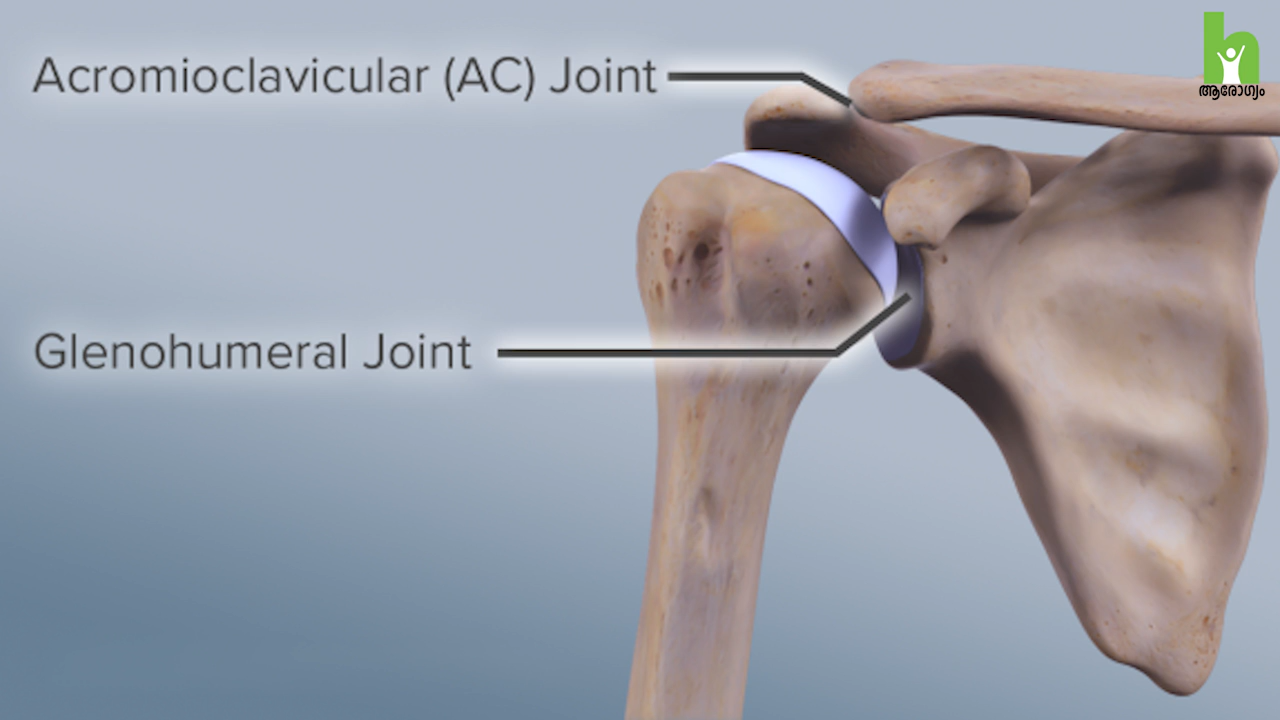 Acromioclavicular (AC) Joint
h
ആരോഗ്യം
Glenohumeral Joint